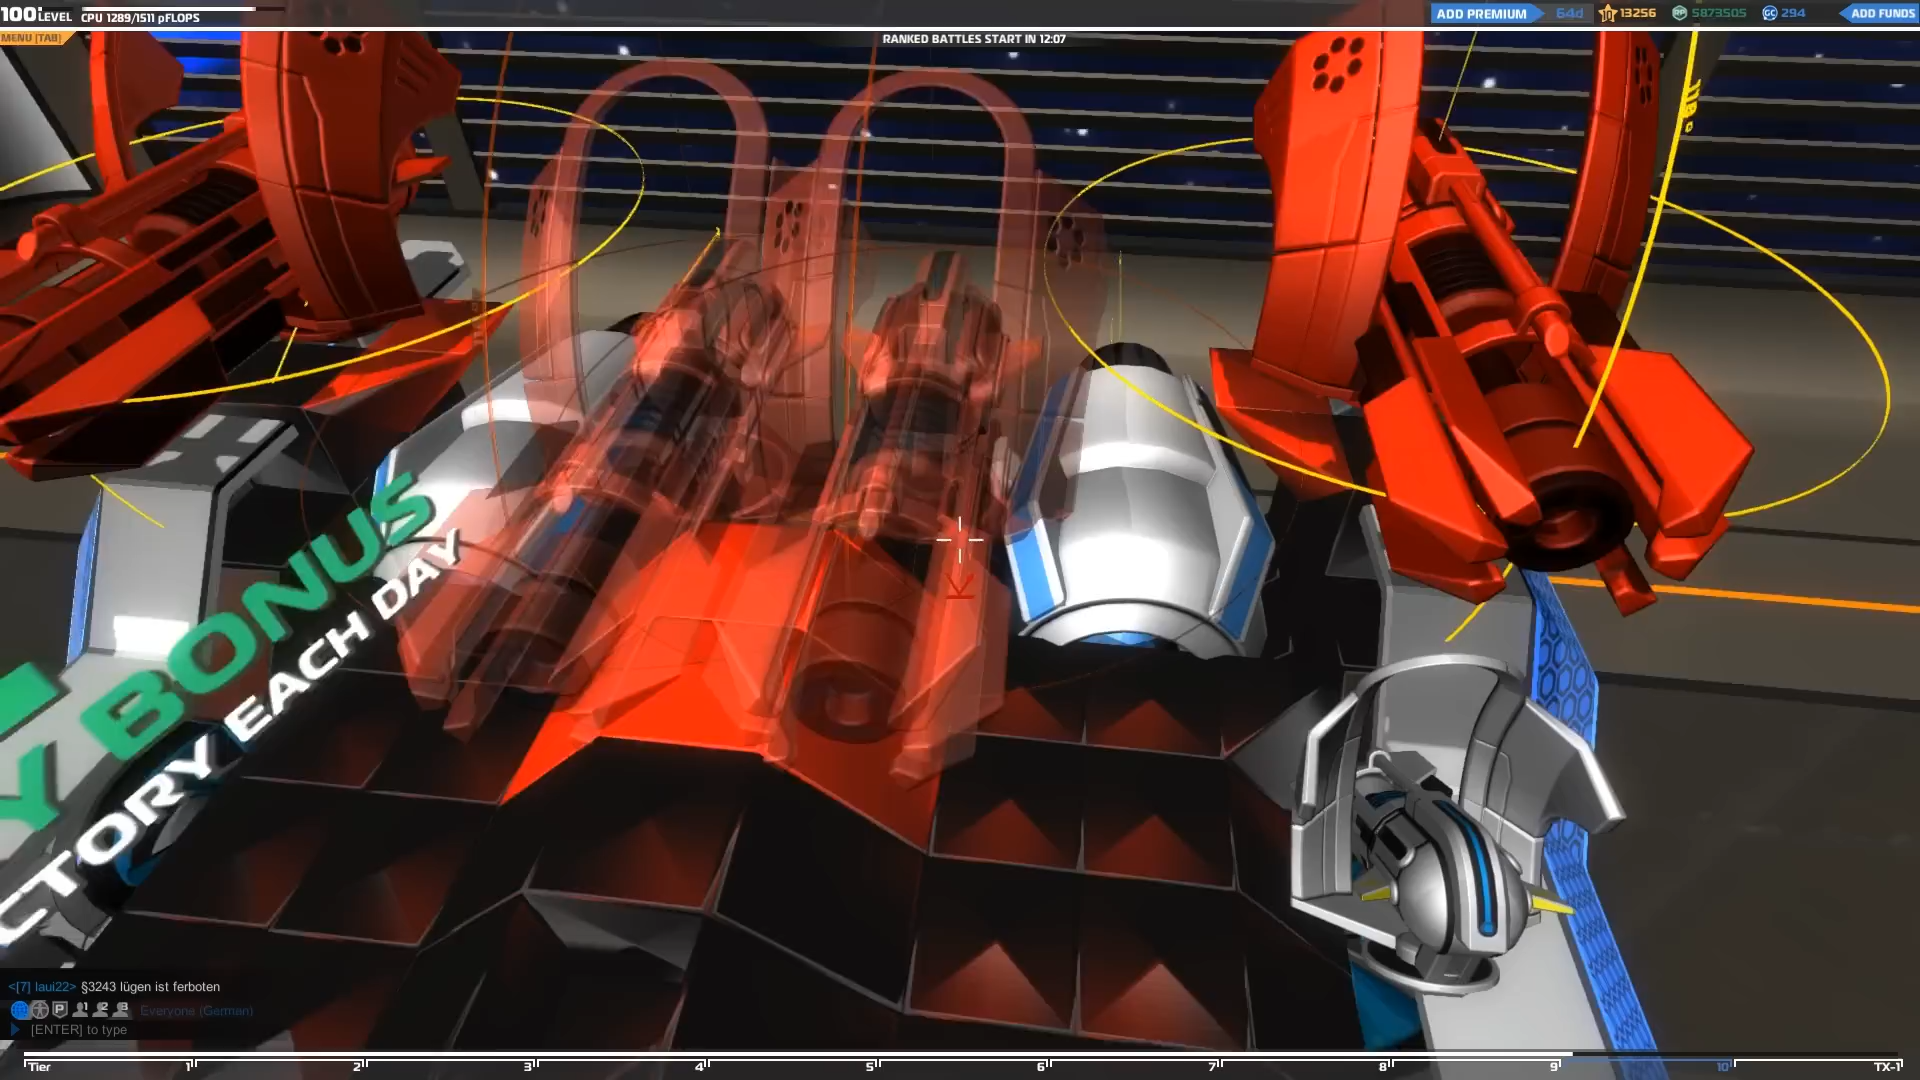 100 LEVEL CPU 1289/1511 pFLOPS
ADD PREMIUM 64d 13256 RP 5873505 GC 294 ADD FUNDS
MENU [TAB]
RANKED BATTLES START IN 12:07
Y BONUS
CTORY EACH DAY
<[7] laui22> §3243 lügen ist ferboten
Everyone (German)
[ENTER] to type
Tier 1 2 3 4 5 6 7 8 9 10 TX-1